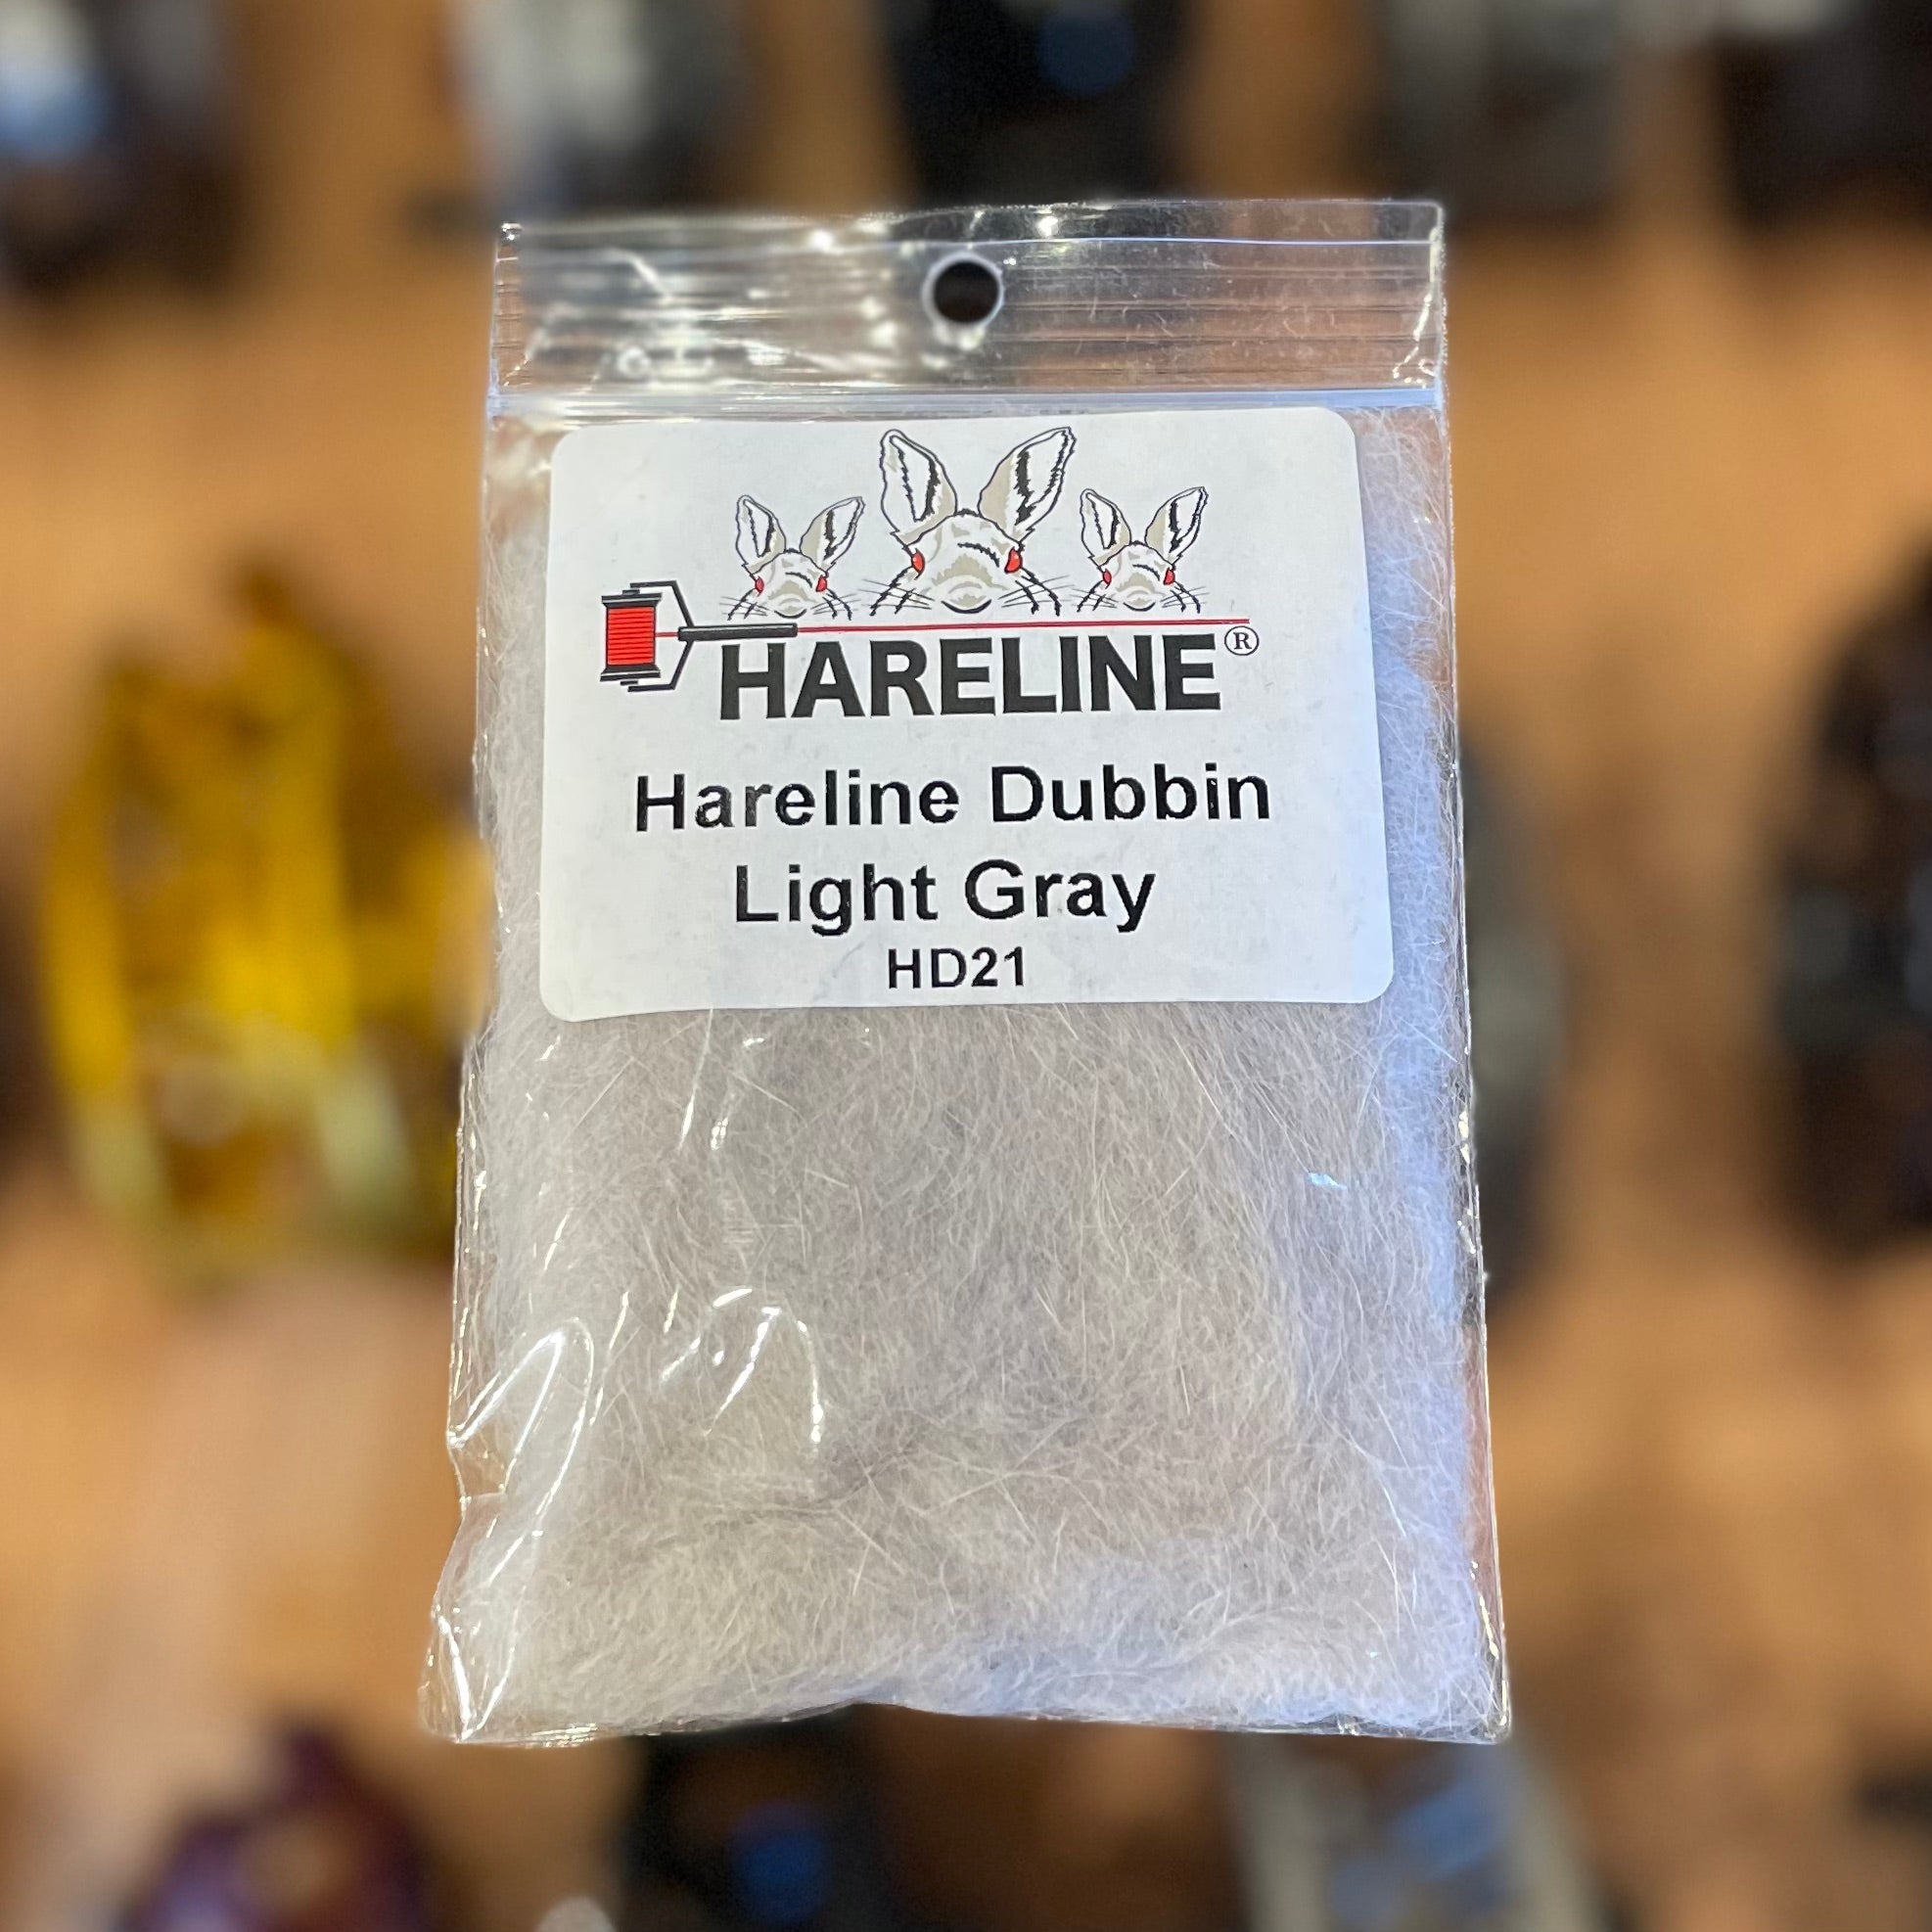 HARELINE®
Hareline Dubbin
Light Gray
HD21